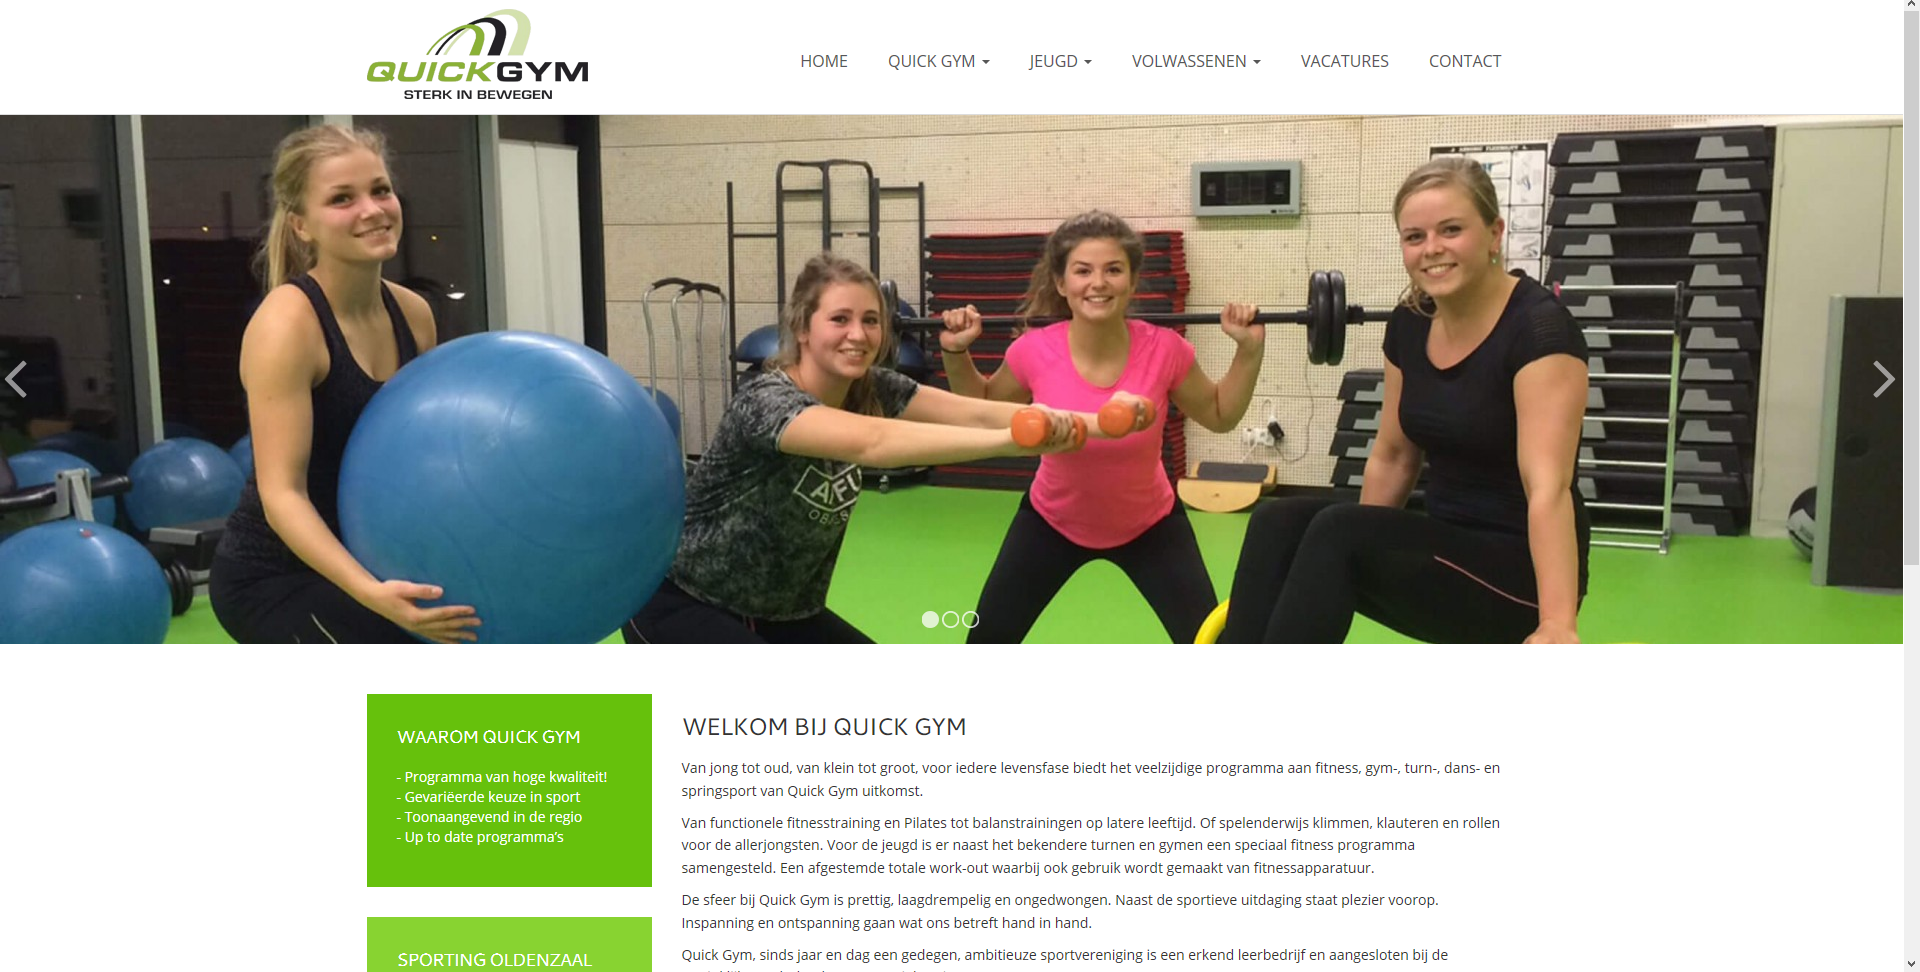 QUICKGYM
STERK IN BEWEGEN
HOME
QUICK GYM
JEUGD
VOLWASSENEN
VACATURES
CONTACT
WAAROM QUICK GYM
- Programma van hoge kwaliteit!
- Gevariëerde keuze in sport
- Toonaangevend in de regio
- Up to date programma’s
SPORTING OLDENZAAL
WELKOM BIJ QUICK GYM
Van jong tot oud, van klein tot groot, voor iedere levensfase biedt het veelzijdige programma aan fitness, gym-, turn-, dans- en
springsport van Quick Gym uitkomst.
Van functionele fitnesstraining en Pilates tot balanstrainingen op latere leeftijd. Of spelenderwijs klimmen, klauteren en rollen
voor de allerjongsten. Voor de jeugd is er naast het bekendere turnen en gymen een speciaal fitness programma
samengesteld. Een afgestemde totale work-out waarbij ook gebruik wordt gemaakt van fitnessapparatuur.
De sfeer bij Quick Gym is prettig, laagdrempelig en ongedwongen. Naast de sportieve uitdaging staat plezier voorop.
Inspanning en ontspanning gaan wat ons betreft hand in hand.
Quick Gym, sinds jaar en dag een gedegen, ambitieuze sportvereniging is een erkend leerbedrijf en aangesloten bij de